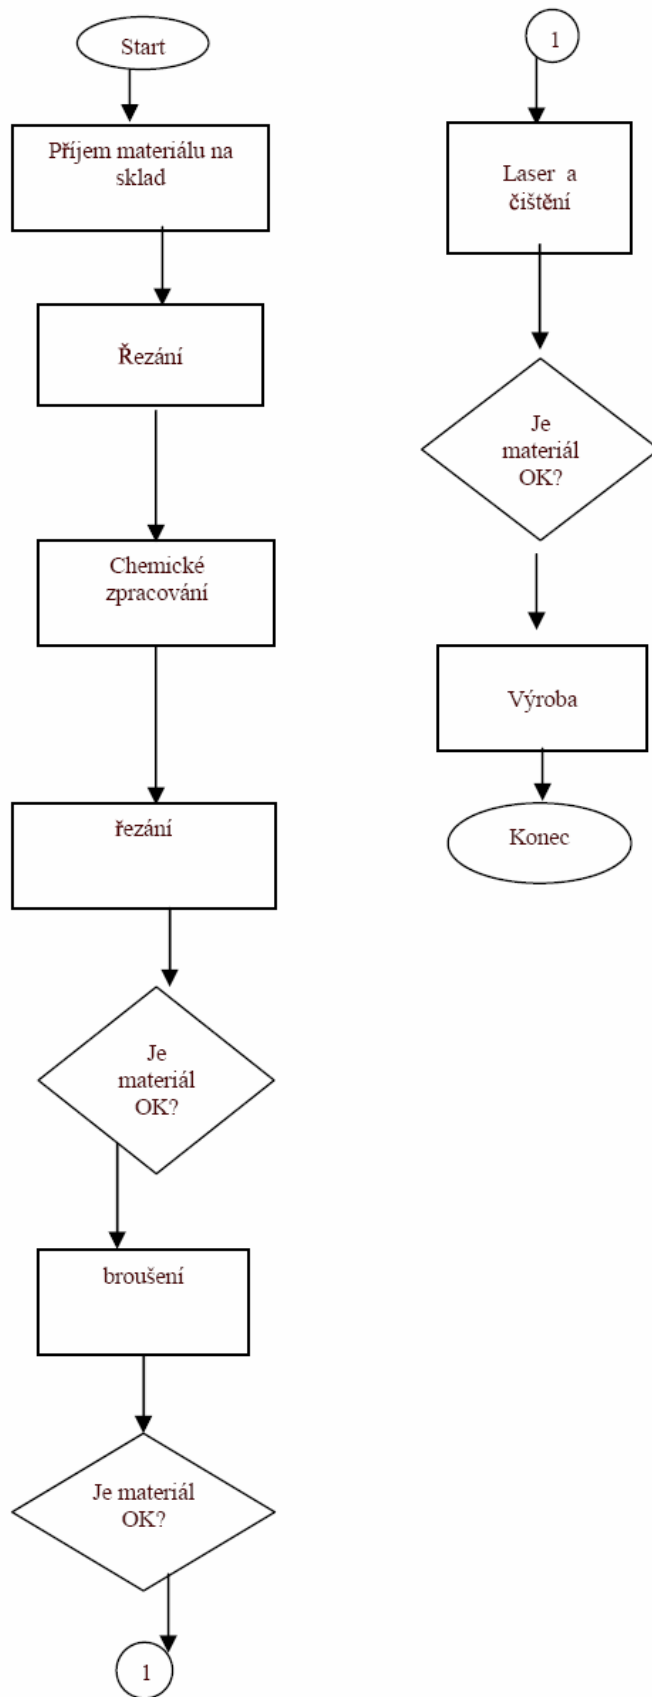 Start
Příjem materiálu na
sklad
Řezání
Chemické
zpracování
řezání
Je
materiál
OK?
broušení
Je materiál
OK?
1
1
Laser a
čištění
Je
materiál
OK?
Výroba
Konec